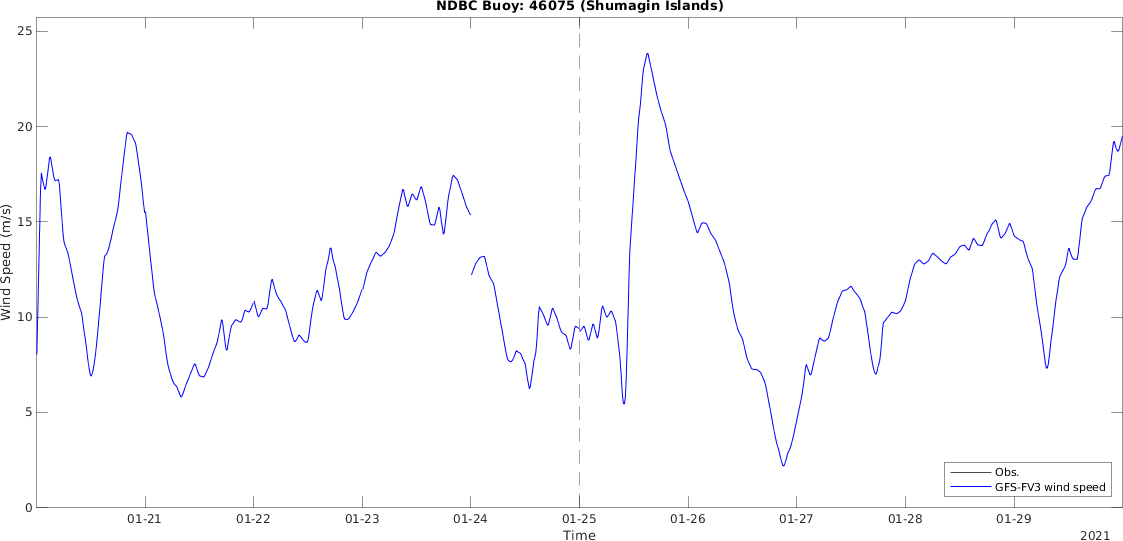 NDBC Buoy: 46075 (Shumagin Islands)
25
20
15
10
5
0
Wind Speed (m/s)
01-21 01-22 01-23 01-24 01-25 01-26 01-27 01-28 01-29
Time
2021
Obs.
GFS-FV3 wind speed